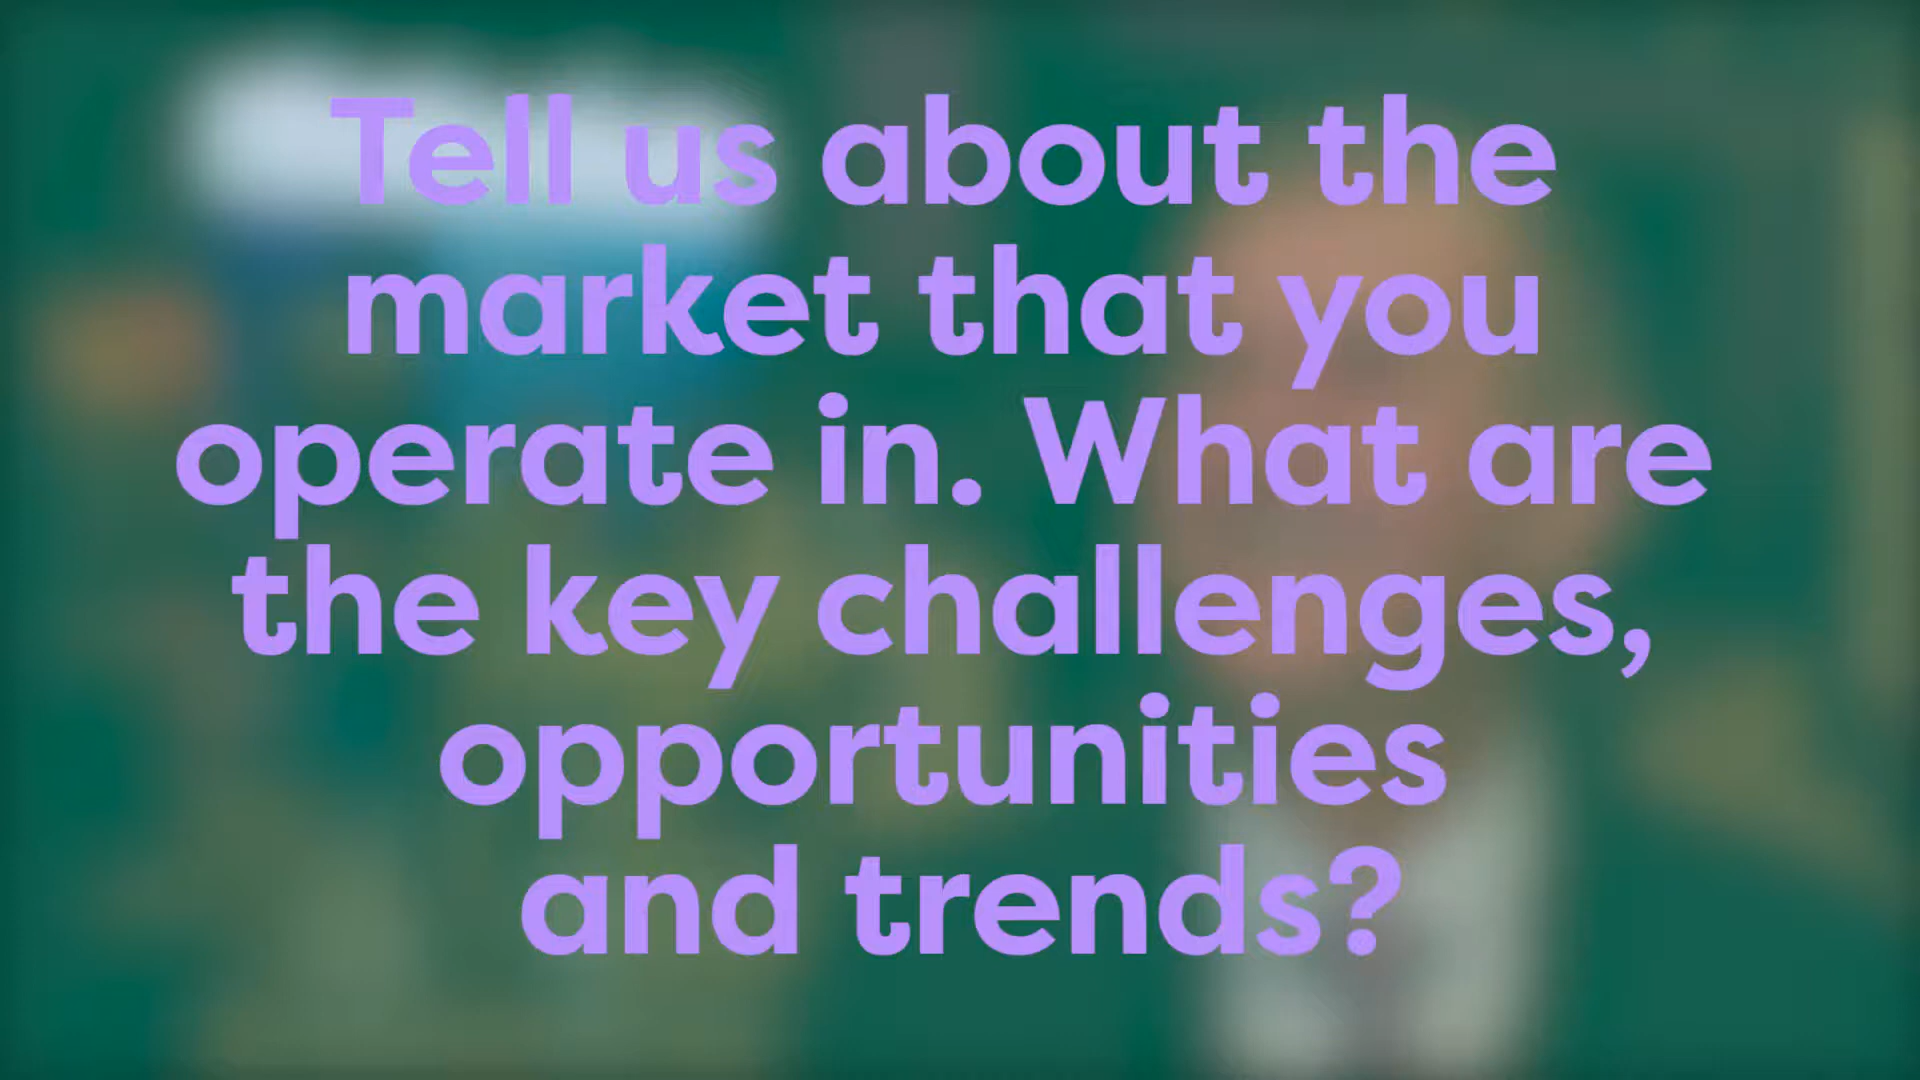 Tell us about the
market that you
operate in. What are
the key challenges,
opportunities
and trends?